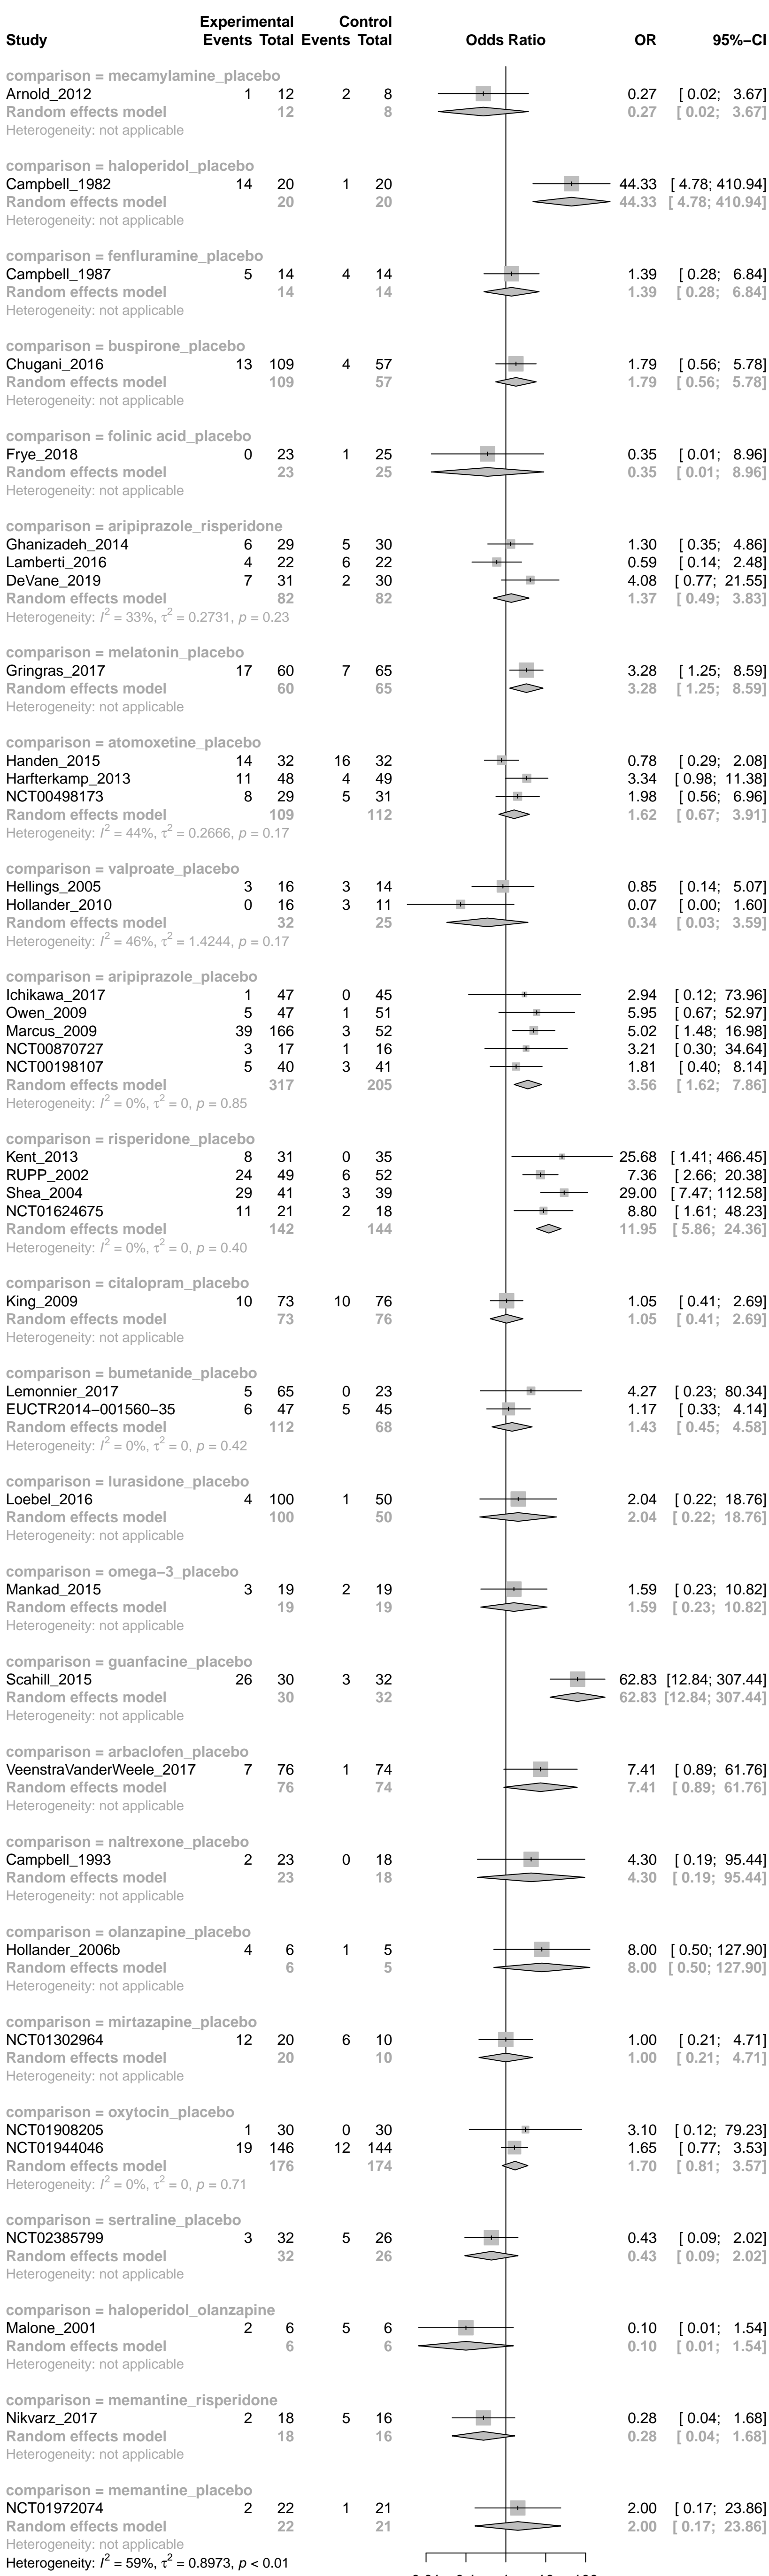 Experimental Control
Study Events Total Events Total Odds Ratio OR 95%−CI
comparison = mecamylamine_placebo
Arnold_2012 1 12 2 8 0.27 [ 0.02; 3.67]
Random effects model 12 8 0.27 [ 0.02; 3.67]
Heterogeneity: not applicable
comparison = haloperidol_placebo
Campbell_1982 14 20 1 20 44.33 [ 4.78; 410.94]
Random effects model 20 20 44.33 [ 4.78; 410.94]
Heterogeneity: not applicable
comparison = fenfluramine_placebo
Campbell_1987 5 14 4 14 1.39 [ 0.28; 6.84]
Random effects model 14 14 1.39 [ 0.28; 6.84]
Heterogeneity: not applicable
comparison = buspirone_placebo
Chugani_2016 13 109 4 57 1.79 [ 0.56; 5.78]
Random effects model 109 57 1.79 [ 0.56; 5.78]
Heterogeneity: not applicable
comparison = folinic acid_placebo
Frye_2018 0 23 1 25 0.35 [ 0.01; 8.96]
Random effects model 23 25 0.35 [ 0.01; 8.96]
Heterogeneity: not applicable
comparison = aripiprazole_risperidone
Ghanizadeh_2014 6 29 5 30 1.30 [ 0.35; 4.86]
Lamberti_2016 4 22 6 22 0.59 [ 0.14; 2.48]
DeVane_2019 7 31 2 30 4.08 [ 0.77; 21.55]
Random effects model 82 82 1.37 [ 0.49; 3.83]
Heterogeneity: I² = 33%, τ² = 0.2731, p = 0.23
comparison = melatonin_placebo
Gringras_2017 17 60 7 65 3.28 [ 1.25; 8.59]
Random effects model 60 65 3.28 [ 1.25; 8.59]
Heterogeneity: not applicable
comparison = atomoxetine_placebo
Handen_2015 14 32 16 32 0.78 [ 0.29; 2.08]
Harfterkamp_2013 11 48 4 49 3.34 [ 0.98; 11.38]
NCT00498173 8 29 5 31 1.98 [ 0.56; 6.96]
Random effects model 109 112 1.62 [ 0.67; 3.91]
Heterogeneity: I² = 44%, τ² = 0.2666, p = 0.17
comparison = valproate_placebo
Hellings_2005 3 16 3 14 0.85 [ 0.14; 5.07]
Hollander_2010 0 16 3 11 0.07 [ 0.00; 1.60]
Random effects model 32 25 0.34 [ 0.03; 3.59]
Heterogeneity: I² = 46%, τ² = 1.4244, p = 0.17
comparison = aripiprazole_placebo
Ichikawa_2017 1 47 0 45 2.94 [ 0.12; 73.96]
Owen_2009 5 47 1 51 5.95 [ 0.67; 52.97]
Marcus_2009 39 166 3 52 5.02 [ 1.48; 16.98]
NCT00870727 3 17 1 16 3.21 [ 0.30; 34.64]
NCT00198107 5 40 3 41 1.81 [ 0.40; 8.14]
Random effects model 317 205 3.56 [ 1.62; 7.86]
Heterogeneity: I² = 0%, τ² = 0, p = 0.85
comparison = risperidone_placebo
Kent_2013 8 31 0 35 25.68 [ 1.41; 466.45]
RUPP_2002 24 49 6 52 7.36 [ 2.66; 20.38]
Shea_2004 29 41 3 39 29.00 [ 7.47; 112.58]
NCT01624675 11 21 2 18 8.80 [ 1.61; 48.23]
Random effects model 142 144 11.95 [ 5.86; 24.36]
Heterogeneity: I² = 0%, τ² = 0, p = 0.40
comparison = citalopram_placebo
King_2009 10 73 10 76 1.05 [ 0.41; 2.69]
Random effects model 73 76 1.05 [ 0.41; 2.69]
Heterogeneity: not applicable
comparison = bumetanide_placebo
Lemonnier_2017 5 65 0 23 4.27 [ 0.23; 80.34]
EUCTR2014−001560−35 6 47 5 45 1.17 [ 0.33; 4.14]
Random effects model 112 68 1.43 [ 0.45; 4.58]
Heterogeneity: I² = 0%, τ² = 0, p = 0.42
comparison = lurasidone_placebo
Loebel_2016 4 100 1 50 2.04 [ 0.22; 18.76]
Random effects model 100 50 2.04 [ 0.22; 18.76]
Heterogeneity: not applicable
comparison = omega−3_placebo
Mankad_2015 3 19 2 19 1.59 [ 0.23; 10.82]
Random effects model 19 19 1.59 [ 0.23; 10.82]
Heterogeneity: not applicable
comparison = guanfacine_placebo
Scahill_2015 26 30 3 32 62.83 [12.84; 307.44]
Random effects model 30 32 62.83 [12.84; 307.44]
Heterogeneity: not applicable
comparison = arbaclofen_placebo
VeenstraVanderWeele_2017 7 76 1 74 7.41 [ 0.89; 61.76]
Random effects model 76 74 7.41 [ 0.89; 61.76]
Heterogeneity: not applicable
comparison = naltrexone_placebo
Campbell_1993 2 23 0 18 4.30 [ 0.19; 95.44]
Random effects model 23 18 4.30 [ 0.19; 95.44]
Heterogeneity: not applicable
comparison = olanzapine_placebo
Hollander_2006b 4 6 1 5 8.00 [ 0.50; 127.90]
Random effects model 6 5 8.00 [ 0.50; 127.90]
Heterogeneity: not applicable
comparison = mirtazapine_placebo
NCT01302964 12 20 6 10 1.00 [ 0.21; 4.71]
Random effects model 20 10 1.00 [ 0.21; 4.71]
Heterogeneity: not applicable
comparison = oxytocin_placebo
NCT01908205 1 30 0 30 3.10 [ 0.12; 79.23]
NCT01944046 19 146 12 144 1.65 [ 0.77; 3.53]
Random effects model 176 174 1.70 [ 0.81; 3.57]
Heterogeneity: I² = 0%, τ² = 0, p = 0.71
comparison = sertraline_placebo
NCT02385799 3 32 5 26 0.43 [ 0.09; 2.02]
Random effects model 32 26 0.43 [ 0.09; 2.02]
Heterogeneity: not applicable
comparison = haloperidol_olanzapine
Malone_2001 2 6 5 6 0.10 [ 0.01; 1.54]
Random effects model 6 6 0.10 [ 0.01; 1.54]
Heterogeneity: not applicable
comparison = memantine_risperidone
Nikvarz_2017 2 18 5 16 0.28 [ 0.04; 1.68]
Random effects model 18 16 0.28 [ 0.04; 1.68]
Heterogeneity: not applicable
comparison = memantine_placebo
NCT01972074 2 22 1 21 2.00 [ 0.17; 23.86]
Random effects model 22 21 2.00 [ 0.17; 23.86]
Heterogeneity: not applicable
Heterogeneity: I² = 59%, τ² = 0.8973, p < 0.01